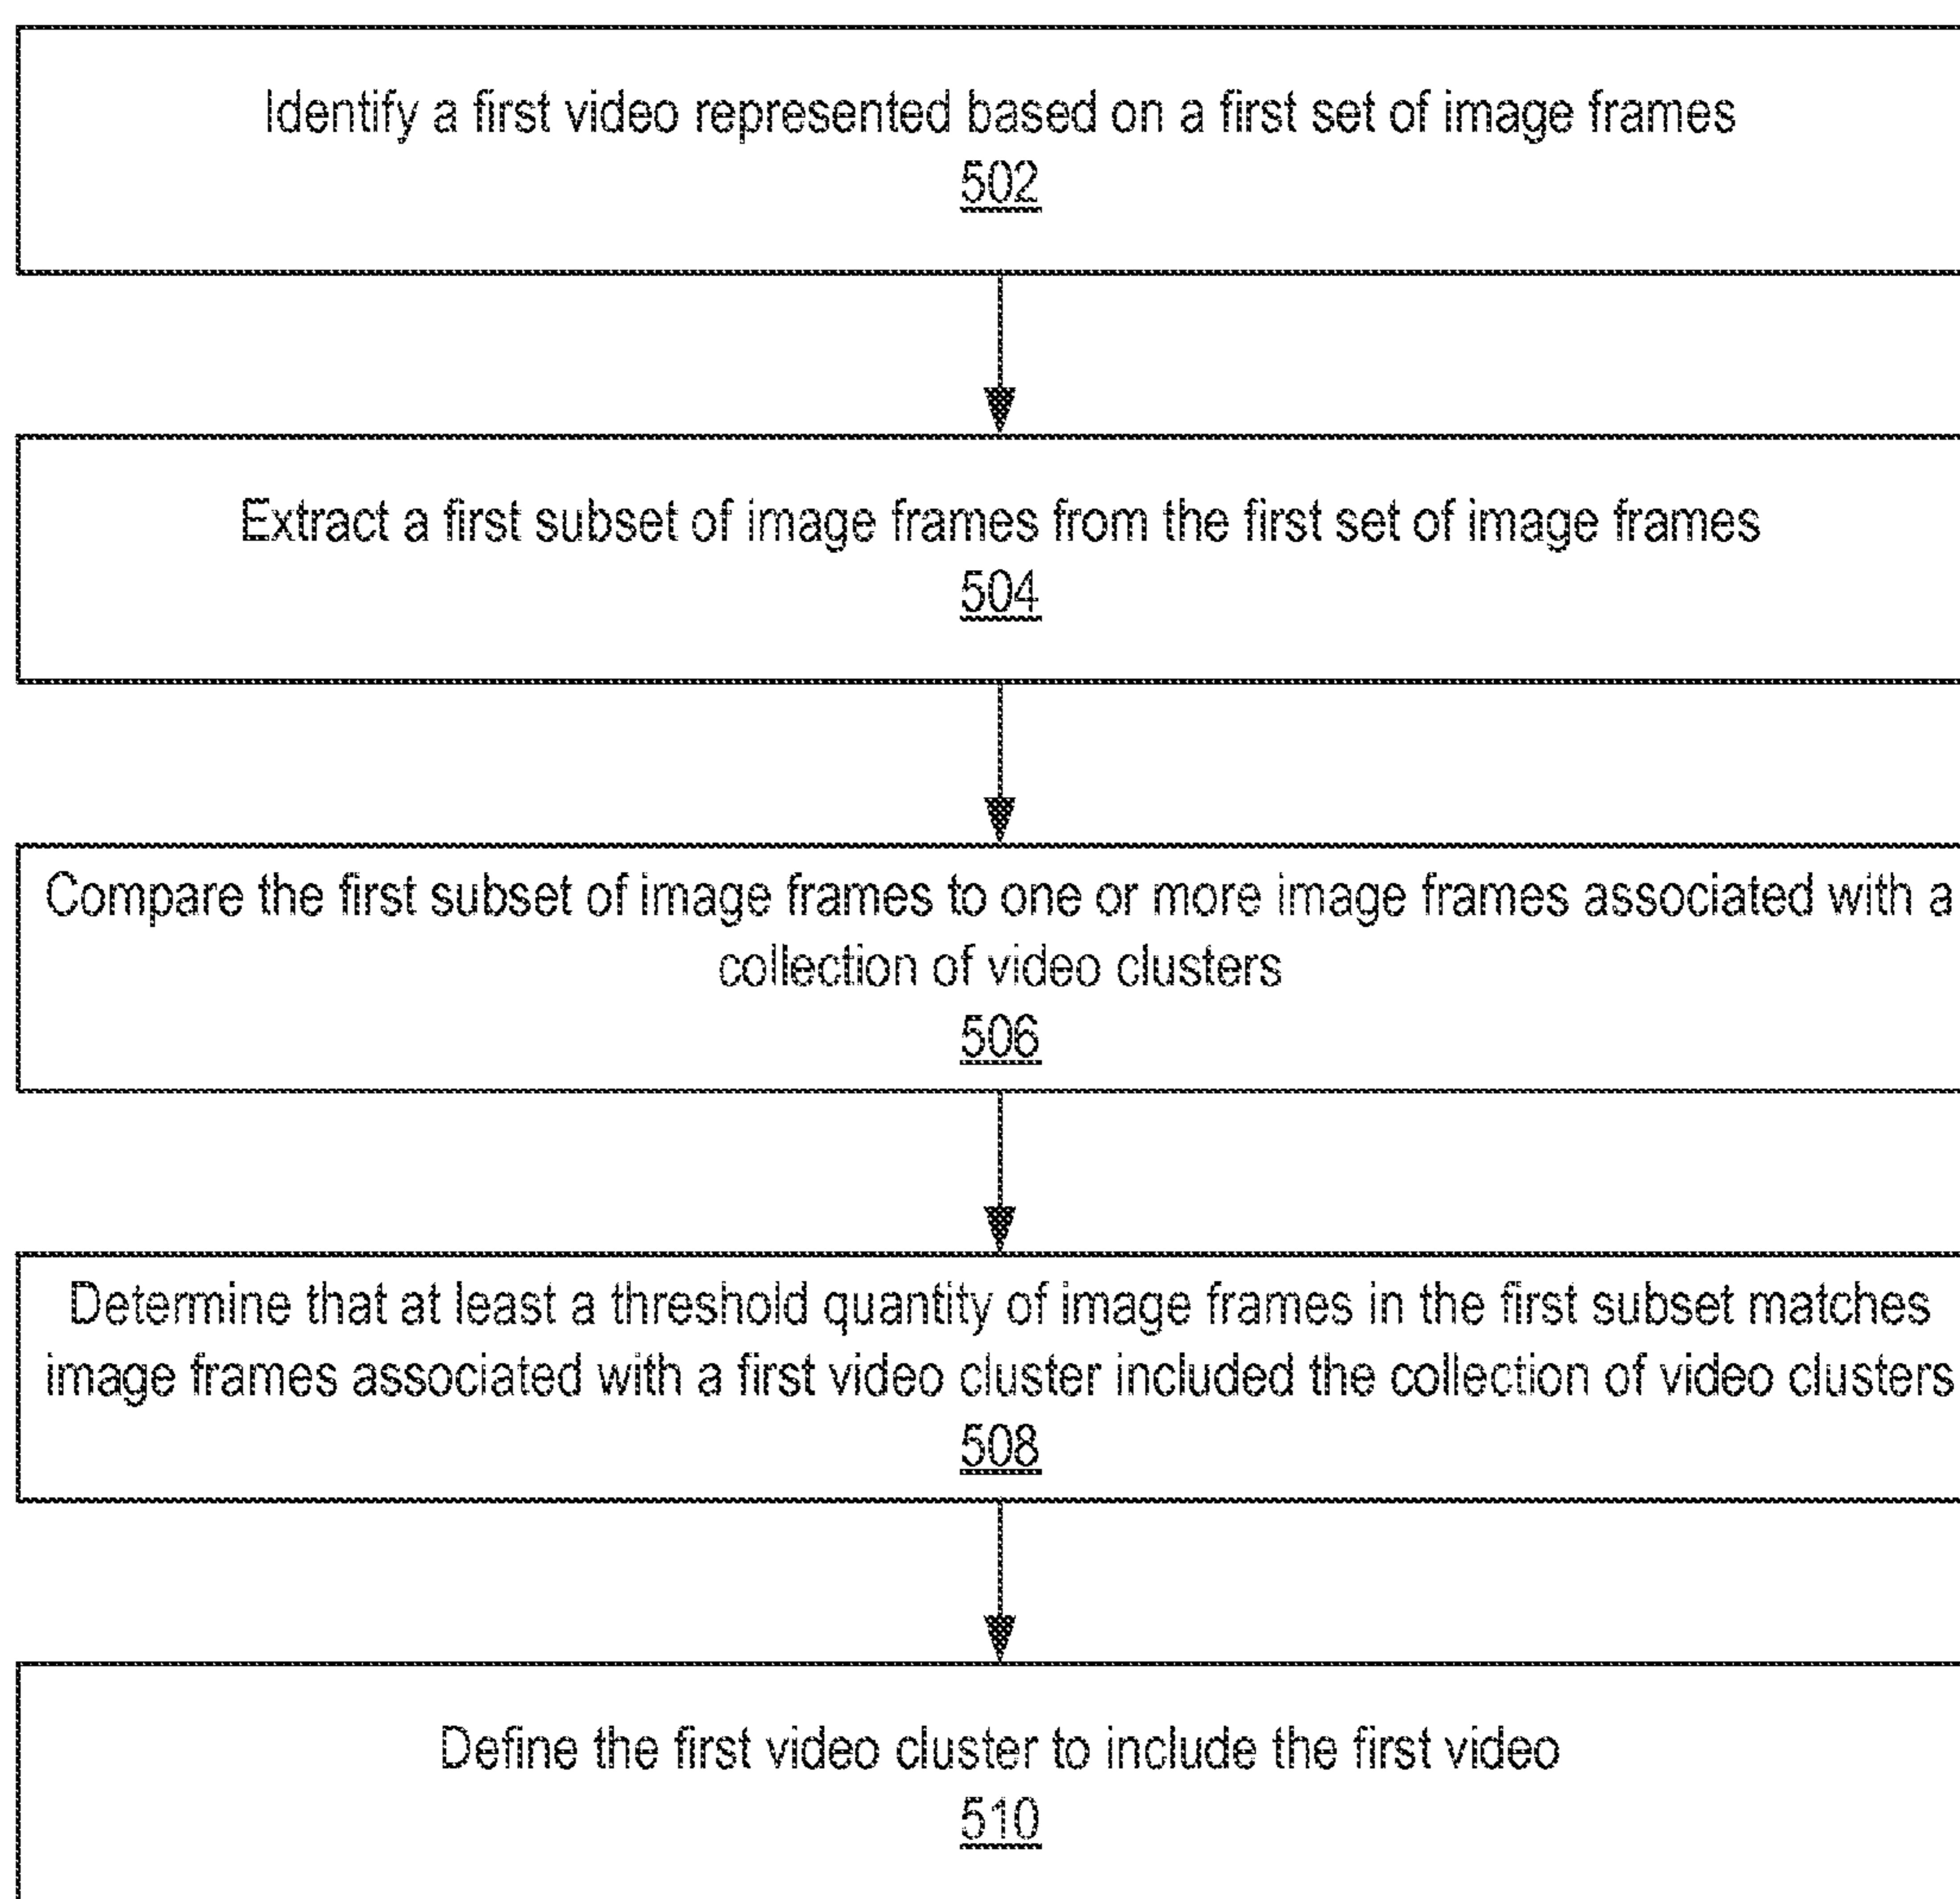 Identify a first video represented based on a first set of image frames
502
Extract a first subset of image frames from the first set of image frames
504
Compare the first subset of image frames to one or more image frames associated with a
collection of video clusters
506
Determine that at least a threshold quantity of image frames in the first subset matches
image frames associated with a first video cluster included the collection of video clusters
508
Define the first video cluster to include the first video
510